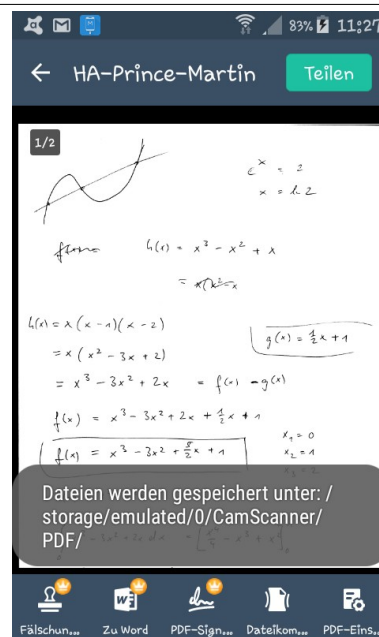 83% 11:27
HA-Prince-Martin Teilen
1/2
e^x = 2
x = ln 2
h(x) = x³ - x² + x
h(x) = x(x-1)(x-2)
g(x) = ½x + 1
= x(x² - 3x + 2)
= x³ - 3x² + 2x = f(x) - g(x)
f(x) = x³ - 3x² + 2x + ½x + 1
f(x) = x³ - 3x² + 5/2x + 1
x₁ = 0
x₂ = 1
Dateien werden gespeichert unter: /
storage/emulated/0/CamScanner/
PDF/
Fälschun... Zu Word PDF-Sign... Dateikom... PDF-Eins...